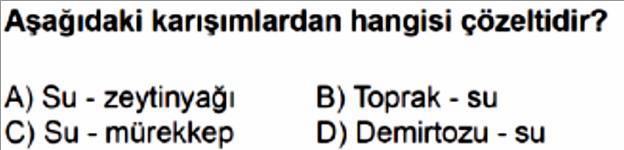 Aşağıdaki karışımlardan hangisi çözeltidir?
A) Su - zeytinyağı B) Toprak - su
C) Su - mürekkep D) Demirtozu - su